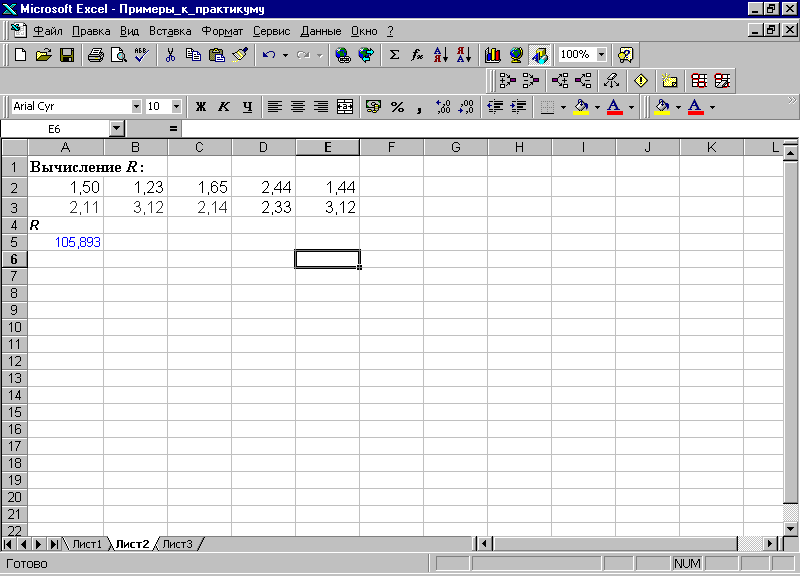 Microsoft Excel - Примеры_к_практикуму
Файл Правка Вид Вставка Формат Сервис Данные Окно ?
100%
Arial Cyr 10 Ж К Ч
E6 =
A B C D E F G H I J K L
1 Вычисление R:
2 1,50 1,23 1,65 2,44 1,44
3 2,11 3,12 2,14 2,33 3,12
4 R
5 105,893
6
7
8
9
10
11
12
13
14
15
16
17
18
19
20
21
22
Лист1 Лист2 Лист3
Готово NUM